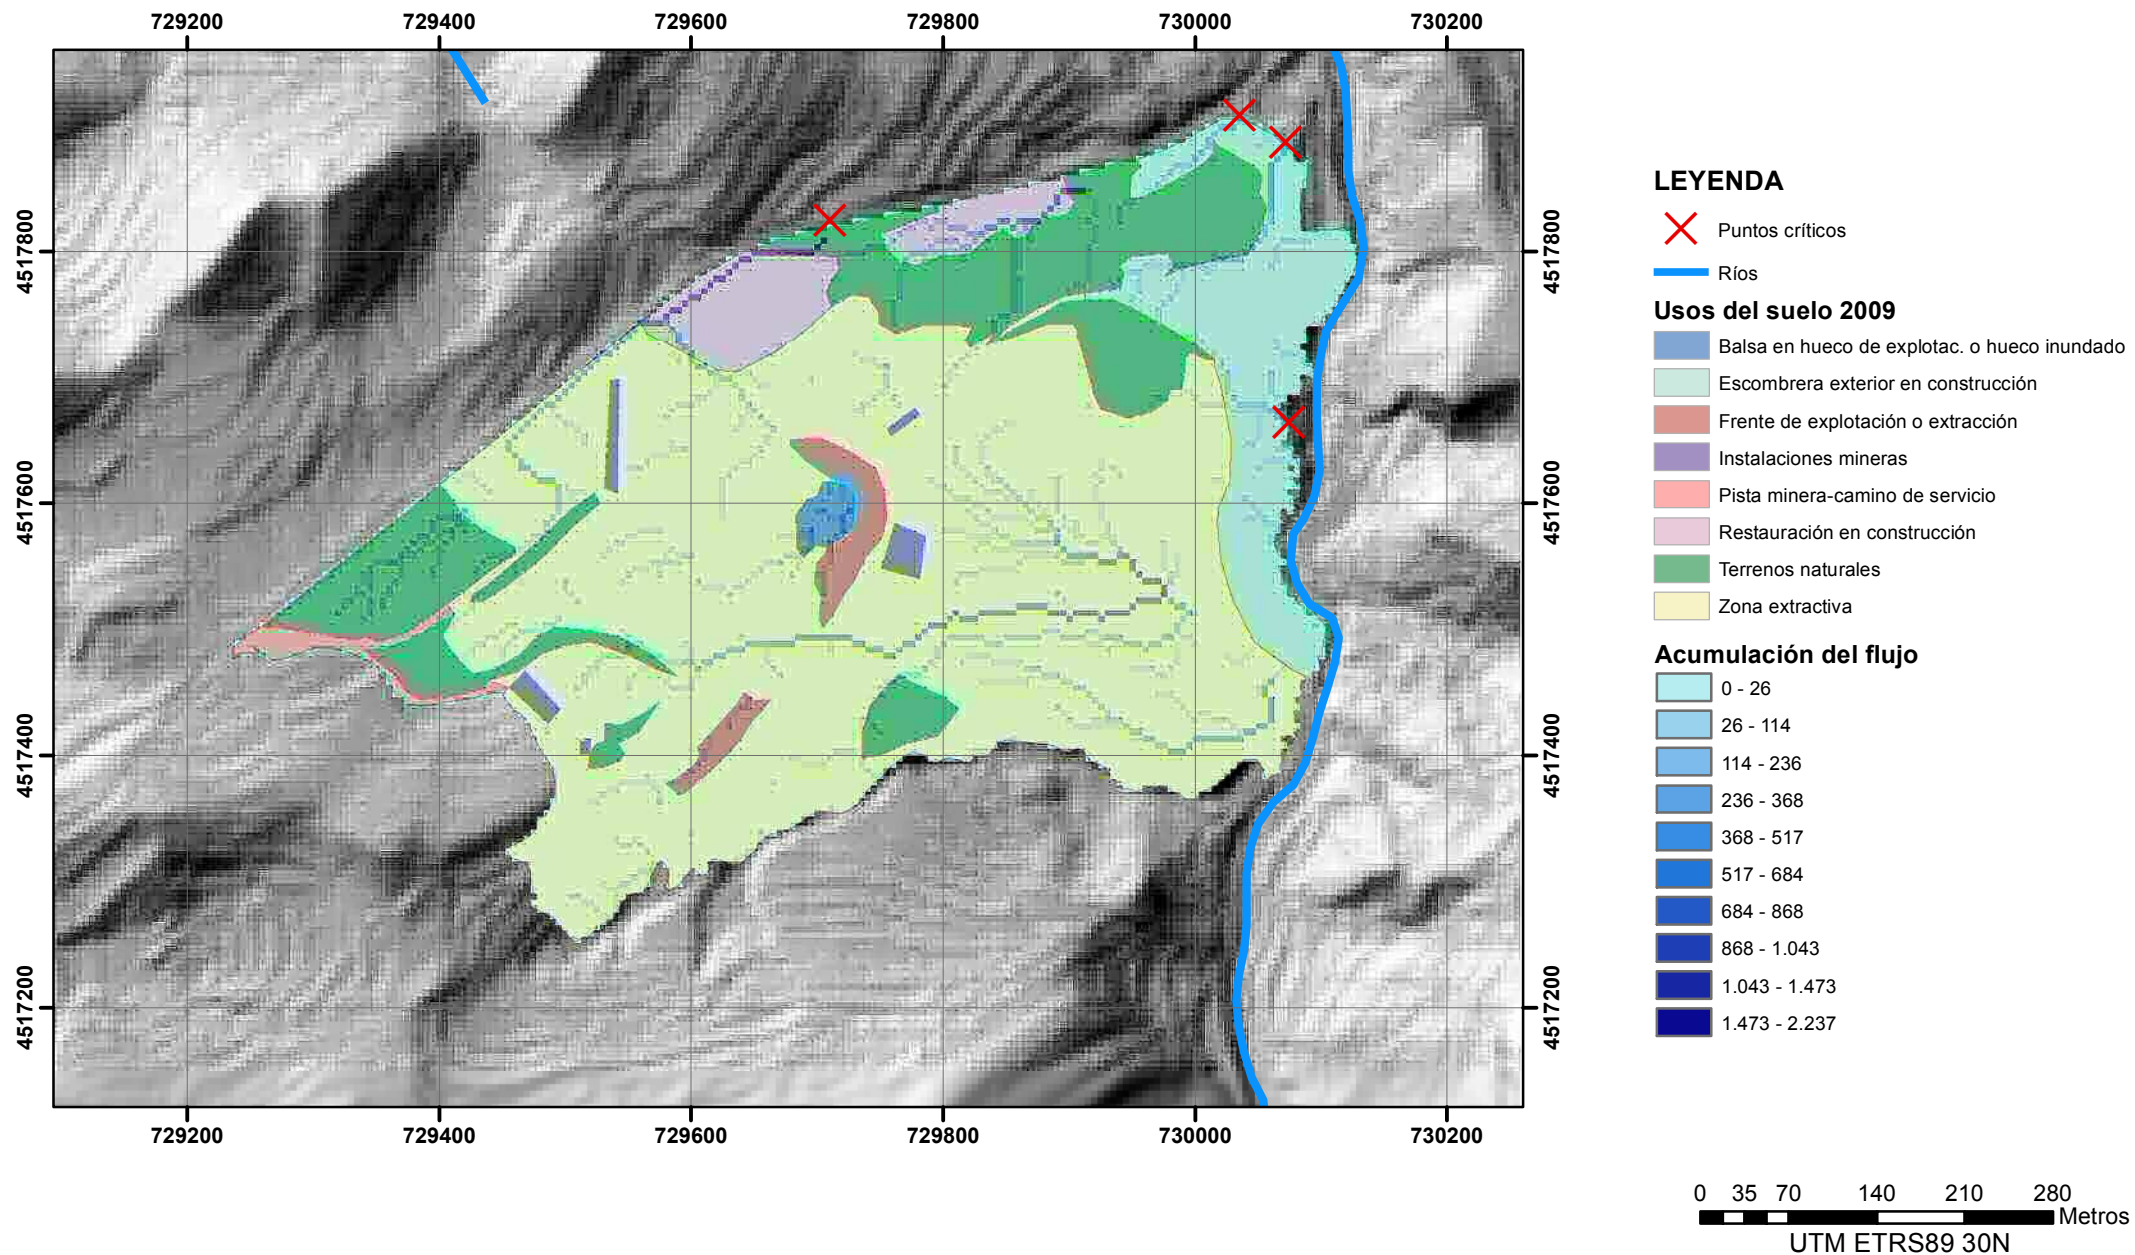 729200 729400 729600 729800 730000 730200
4517800 4517800
4517600 4517600
4517400 4517400
4517200 4517200
729200 729400 729600 729800 730000 730200
LEYENDA
Puntos críticos
Ríos
Usos del suelo 2009
Balsa en hueco de explotac. o hueco inundado
Escombrera exterior en construcción
Frente de explotación o extracción
Instalaciones mineras
Pista minera-camino de servicio
Restauración en construcción
Terrenos naturales
Zona extractiva
Acumulación del flujo
0 - 26
26 - 114
114 - 236
236 - 368
368 - 517
517 - 684
684 - 868
868 - 1.043
1.043 - 1.473
1.473 - 2.237
0 35 70 140 210 280
Metros
UTM ETRS89 30N